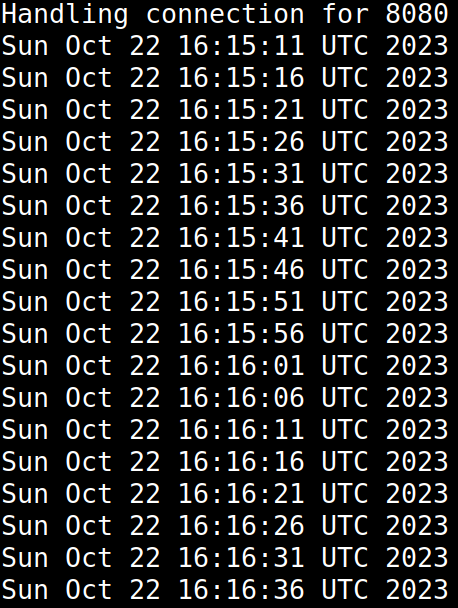 Handling connection for 8080
Sun Oct 22 16:15:11 UTC 2023
Sun Oct 22 16:15:16 UTC 2023
Sun Oct 22 16:15:21 UTC 2023
Sun Oct 22 16:15:26 UTC 2023
Sun Oct 22 16:15:31 UTC 2023
Sun Oct 22 16:15:36 UTC 2023
Sun Oct 22 16:15:41 UTC 2023
Sun Oct 22 16:15:46 UTC 2023
Sun Oct 22 16:15:51 UTC 2023
Sun Oct 22 16:15:56 UTC 2023
Sun Oct 22 16:16:01 UTC 2023
Sun Oct 22 16:16:06 UTC 2023
Sun Oct 22 16:16:11 UTC 2023
Sun Oct 22 16:16:16 UTC 2023
Sun Oct 22 16:16:21 UTC 2023
Sun Oct 22 16:16:26 UTC 2023
Sun Oct 22 16:16:31 UTC 2023
Sun Oct 22 16:16:36 UTC 2023